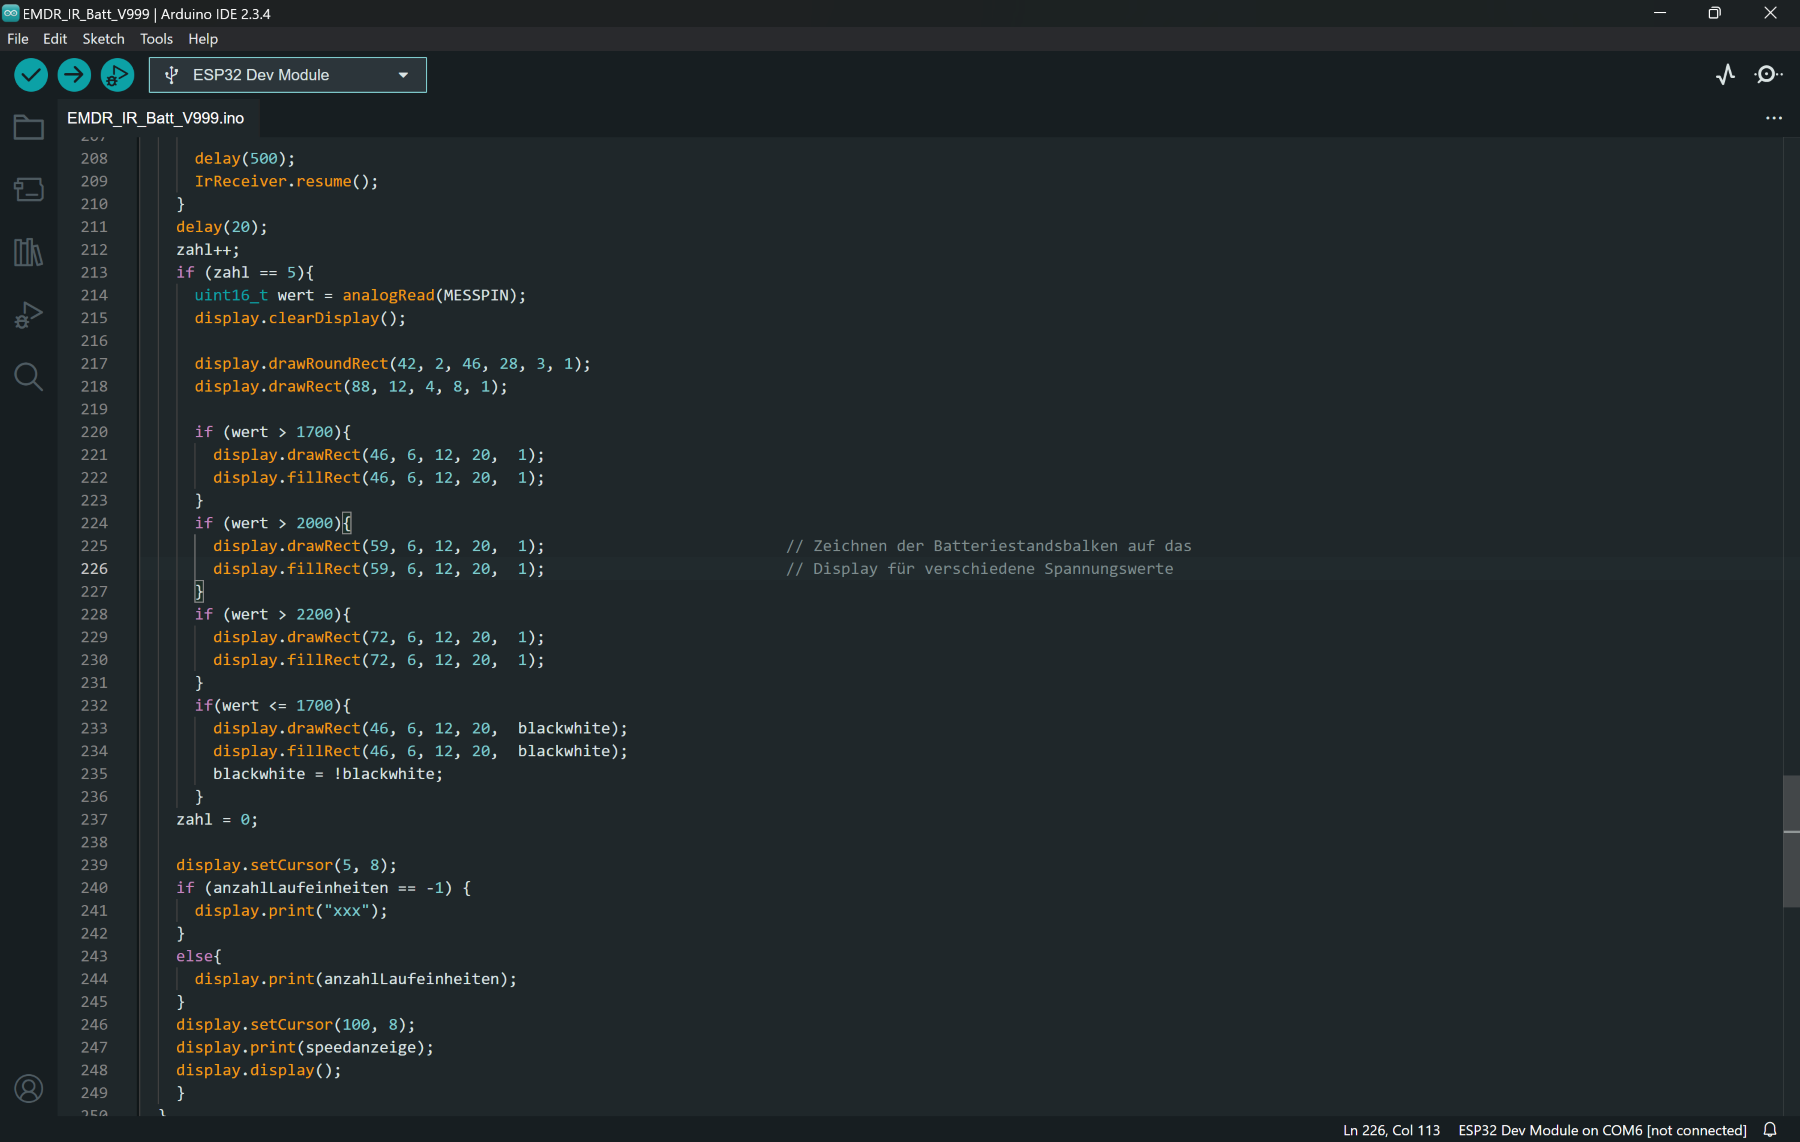 EMDR_IR_Batt_V999 | Arduino IDE 2.3.4
File Edit Sketch Tools Help
ESP32 Dev Module
EMDR_IR_Batt_V999.ino
207
208 delay(500);
209 IrReceiver.resume();
210 }
211 delay(20);
212 zahl++;
213 if (zahl == 5){
214 uint16_t wert = analogRead(MESSPIN);
215 display.clearDisplay();
216
217 display.drawRoundRect(42, 2, 46, 28, 3, 1);
218 display.drawRect(88, 12, 4, 8, 1);
219
220 if (wert > 1700){
221 display.drawRect(46, 6, 12, 20,  1);
222 display.fillRect(46, 6, 12, 20,  1);
223 }
224 if (wert > 2000){
225 display.drawRect(59, 6, 12, 20,  1); // Zeichnen der Batteriestandsbalken auf das
226 display.fillRect(59, 6, 12, 20,  1); // Display für verschiedene Spannungswerte
227 }
228 if (wert > 2200){
229 display.drawRect(72, 6, 12, 20,  1);
230 display.fillRect(72, 6, 12, 20,  1);
231 }
232 if(wert <= 1700){
233 display.drawRect(46, 6, 12, 20,  blackwhite);
234 display.fillRect(46, 6, 12, 20,  blackwhite);
235 blackwhite = !blackwhite;
236 }
237 zahl = 0;
238
239 display.setCursor(5, 8);
240 if (anzahlLaufeinheiten == -1) {
241 display.print("xxx");
242 }
243 else{
244 display.print(anzahlLaufeinheiten);
245 }
246 display.setCursor(100, 8);
247 display.print(speedanzeige);
248 display.display();
249 }
250 }
Ln 226, Col 113 ESP32 Dev Module on COM6 [not connected]